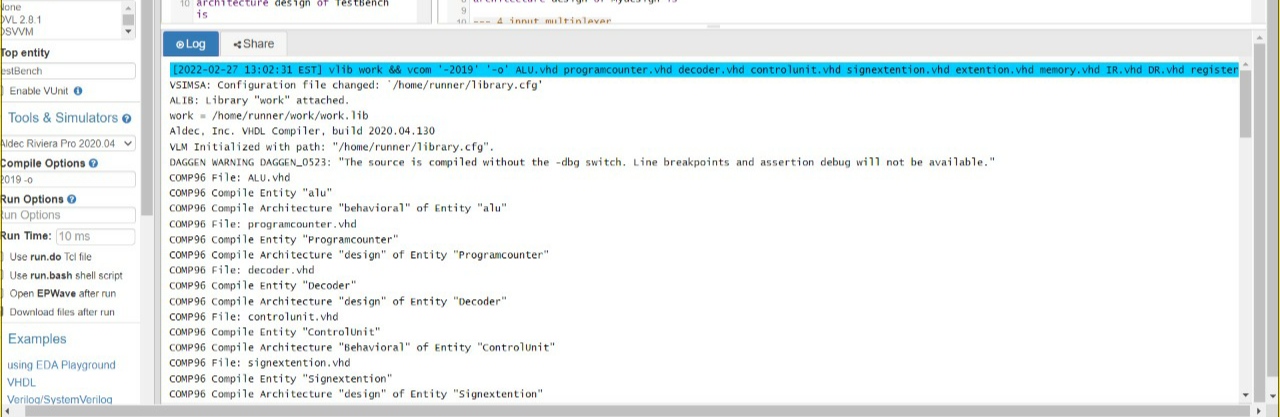 None
OVL 2.8.1
OSVVM
Top entity
estBench
Enable VUnit
Tools & Simulators
Aldec Riviera Pro 2020.04
Compile Options
2019 -o
Run Options
Run Options
Run Time: 10 ms
Use run.do Tcl file
Use run.bash shell script
Open EPWave after run
Download files after run
Examples
using EDA Playground
VHDL
Verilog/SystemVerilog
10 architecture design of TestBench
is
9
10 --- 4 input multiplexer
Log
Share
[2022-02-27 13:02:31 EST] vlib work && vcom '-2019' '-o' ALU.vhd programcounter.vhd decoder.vhd controlunit.vhd signextention.vhd extention.vhd memory.vhd IR.vhd DR.vhd register
VSIMSA: Configuration file changed: `/home/runner/library.cfg'
ALIB: Library "work" attached.
work = /home/runner/work/work.lib
Aldec, Inc. VHDL Compiler, build 2020.04.130
VLM Initialized with path: "/home/runner/library.cfg".
DAGGEN WARNING DAGGEN_0523: "The source is compiled without the -dbg switch. Line breakpoints and assertion debug will not be available."
COMP96 File: ALU.vhd
COMP96 Compile Entity "alu"
COMP96 Compile Architecture "behavioral" of Entity "alu"
COMP96 File: programcounter.vhd
COMP96 Compile Entity "Programcounter"
COMP96 Compile Architecture "design" of Entity "Programcounter"
COMP96 File: decoder.vhd
COMP96 Compile Entity "Decoder"
COMP96 Compile Architecture "design" of Entity "Decoder"
COMP96 File: controlunit.vhd
COMP96 Compile Entity "ControlUnit"
COMP96 Compile Architecture "Behavioral" of Entity "ControlUnit"
COMP96 File: signextention.vhd
COMP96 Compile Entity "Signextention"
COMP96 Compile Architecture "design" of Entity "Signextention"